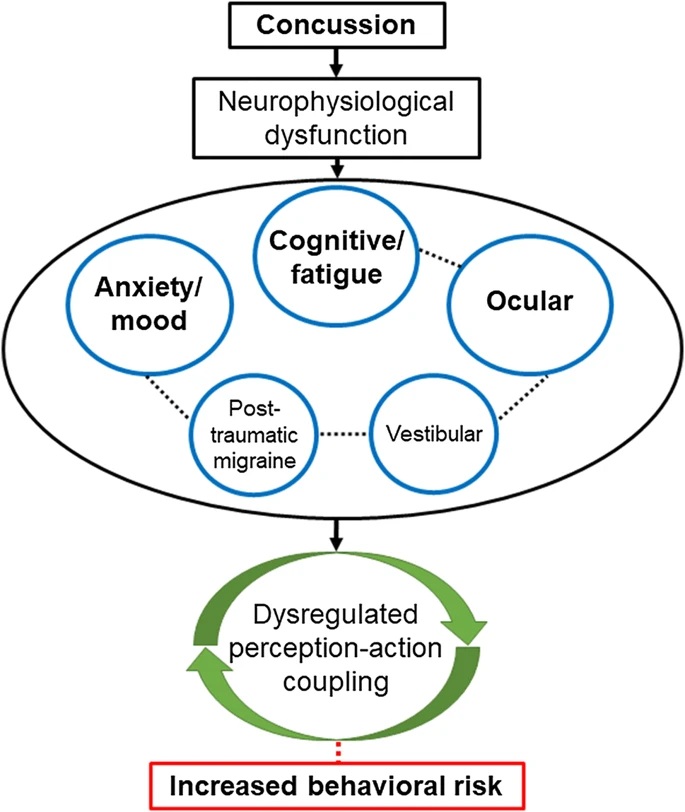 Concussion
Neurophysiological
dysfunction
Cognitive/
fatigue
Anxiety/
mood
Ocular
Post-
traumatic
migraine
Vestibular
Dysregulated
perception-action
coupling
Increased behavioral risk